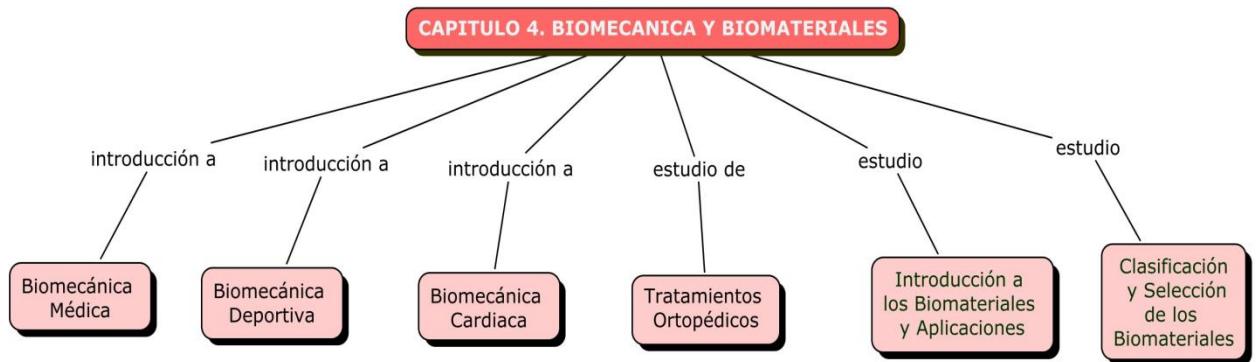 CAPITULO 4. BIOMECANICA Y BIOMATERIALES
introducción a
introducción a
introducción a
estudio de
estudio
estudio
Biomecánica
Médica
Biomecánica
Deportiva
Biomecánica
Cardiaca
Tratamientos
Ortopédicos
Introducción a
los Biomateriales
y Aplicaciones
Clasificación
y Selección
de los
Biomateriales